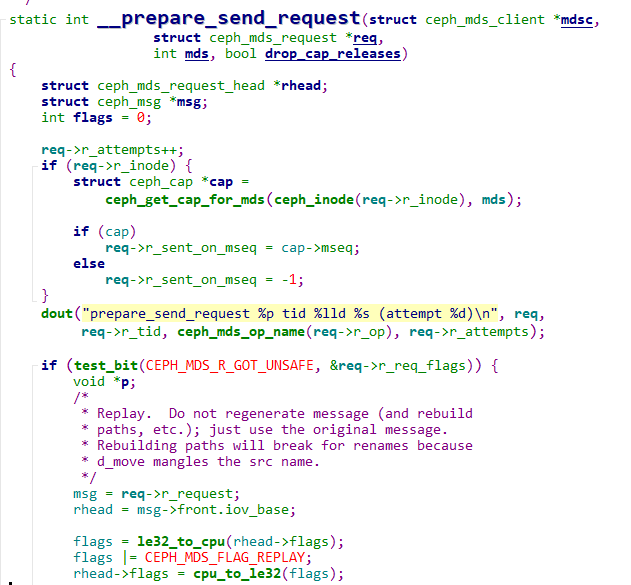 static int __prepare_send_request(struct ceph_mds_client *mdsc,
struct ceph_mds_request *req,
int mds, bool drop_cap_releases)
{
struct ceph_mds_request_head *rhead;
struct ceph_msg *msg;
int flags = 0;
req->r_attempts++;
if (req->r_inode) {
struct ceph_cap *cap =
ceph_get_cap_for_mds(ceph_inode(req->r_inode), mds);
if (cap)
req->r_sent_on_mseq = cap->mseq;
else
req->r_sent_on_mseq = -1;
}
dout("prepare_send_request %p tid %lld %s (attempt %d)\n", req,
req->r_tid, ceph_mds_op_name(req->r_op), req->r_attempts);
if (test_bit(CEPH_MDS_R_GOT_UNSAFE, &req->r_req_flags)) {
void *p;
/*
* Replay.  Do not regenerate message (and rebuild
* paths, etc.); just use the original message.
* Rebuilding paths will break for renames because
* d_move mangles the src name.
*/
msg = req->r_request;
rhead = msg->front.iov_base;
flags = le32_to_cpu(rhead->flags);
flags |= CEPH_MDS_FLAG_REPLAY;
rhead->flags = cpu_to_le32(flags);